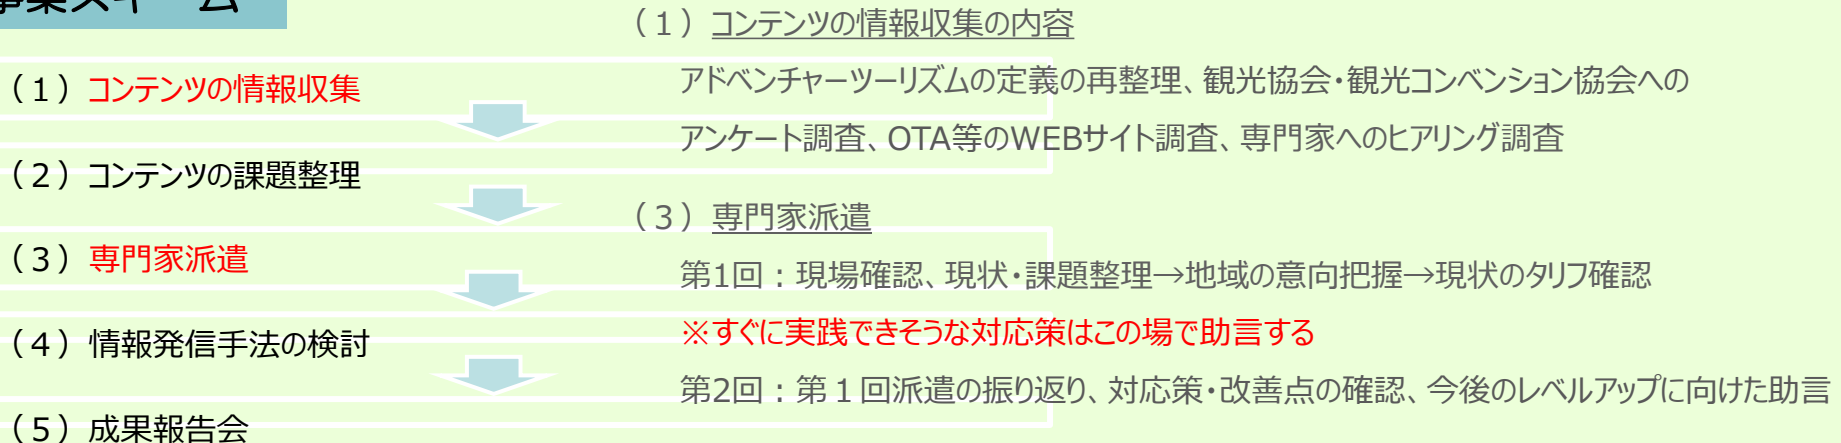 事業スキーム
（１）コンテンツの情報収集
（２）コンテンツの課題整理
（３）専門家派遣
（４）情報発信手法の検討
（５）成果報告会
（１）コンテンツの情報収集の内容
アドベンチャーツーリズムの定義の再整理、観光協会・観光コンベンション協会への
アンケート調査、OTA等のWEBサイト調査、専門家へのヒアリング調査
（３）専門家派遣
第1回：現場確認、現状・課題整理→地域の意向把握→現状のタリフ確認
※すぐに実践できそうな対応策はこの場で助言する
第2回：第１回派遣の振り返り、対応策・改善点の確認、今後のレベルアップに向けた助言